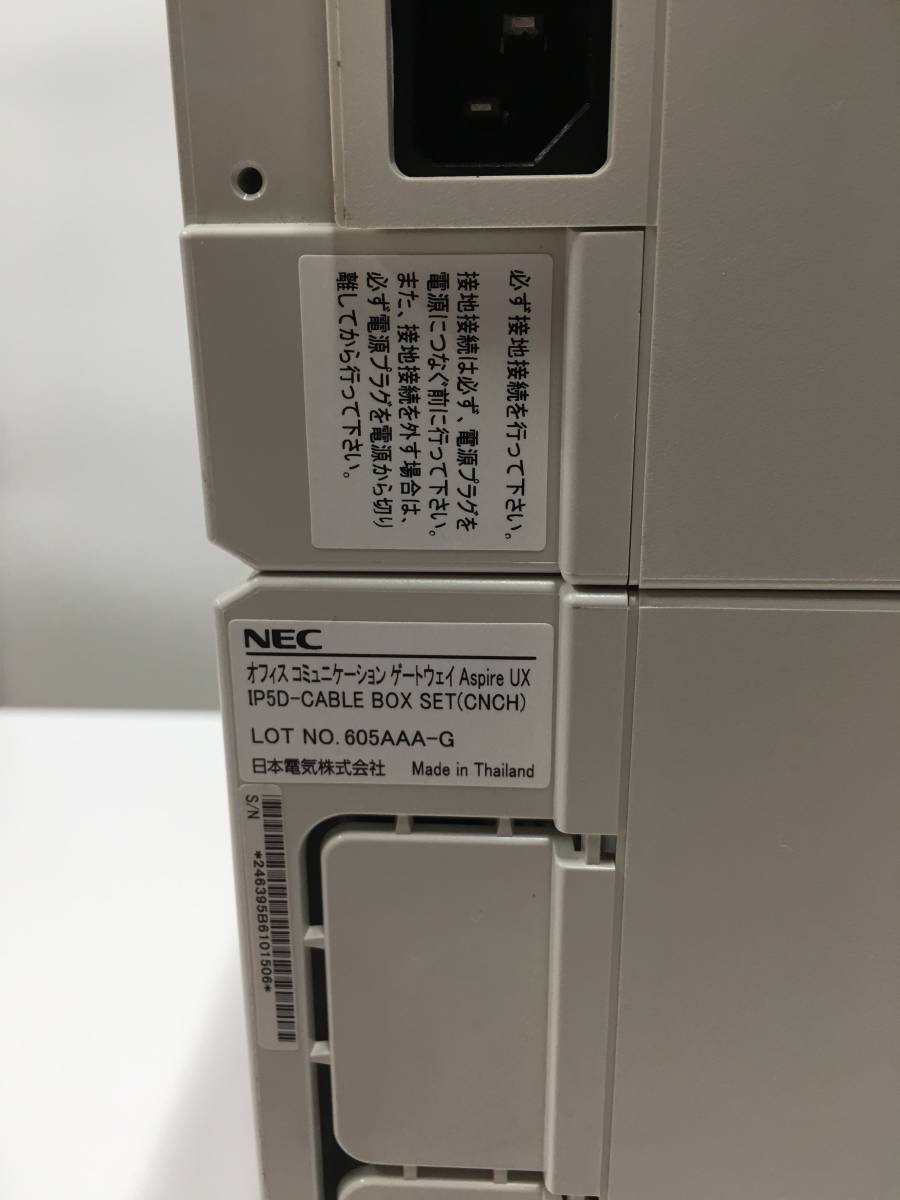 必ず接地接続を行って下さい。
接地接続は必ず、電源プラグを
電源につなぐ前に行って下さい。
また、接地接続を外す場合は、
必ず電源プラグを電源から切り
離してから行って下さい。
NEC
オフィス コミュニケーション ゲートウェイ Aspire UX
IP5D-CABLE BOX SET(CNCH)
LOT NO. 605AAA-G
日本電気株式会社 Made in Thailand
S/N
*246395B6101506*